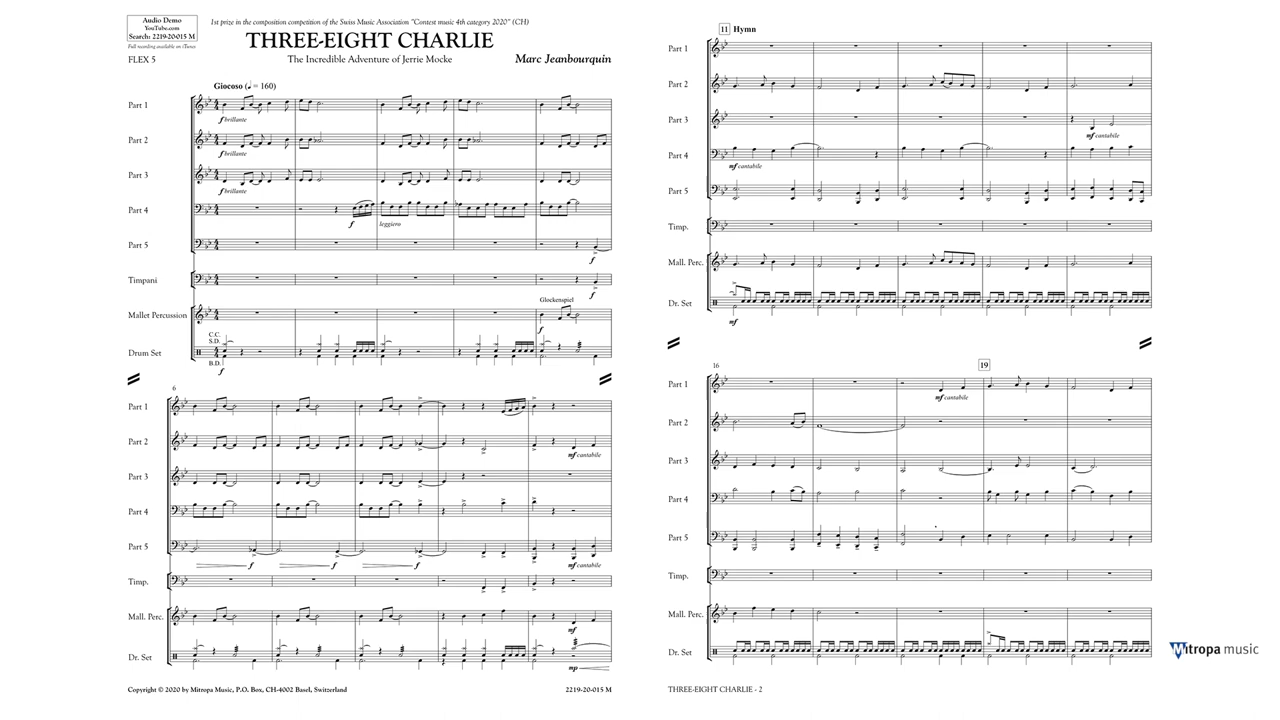 Audio Demo
YouTube.com
Search: 2219-20-015 M
Full recording available on iTunes
1st prize in the composition competition of the Swiss Music Association "Contest music 4th category 2020" (CH)
THREE-EIGHT CHARLIE
FLEX 5
The Incredible Adventure of Jerrie Mocke
Marc Jeanbourquin
Giocoso (♩ = 160)
Part 1
f brillante
Part 2
f brillante
Part 3
f brillante
Part 4
f
leggiero
Part 5
f
Timpani
f
Glockenspiel
Mallet Percussion
f
C.C.
S.D.
Drum Set
B.D.
f
6
Part 1
Part 2
mf cantabile
Part 3
Part 4
Part 5
f f f mf cantabile
Timp.
Mall. Perc.
mf
Dr. Set
mp
Copyright © 2020 by Mitropa Music, P.O. Box, CH-4002 Basel, Switzerland
2219-20-015 M
11 Hymn
Part 1
Part 2
Part 3
mf cantabile
Part 4
mf cantabile
Part 5
Timp.
Mall. Perc.
Dr. Set
mf
16
19
Part 1
mf cantabile
Part 2
Part 3
Part 4
Part 5
Timp.
Mall. Perc.
Dr. Set
THREE-EIGHT CHARLIE - 2
Mitropa music